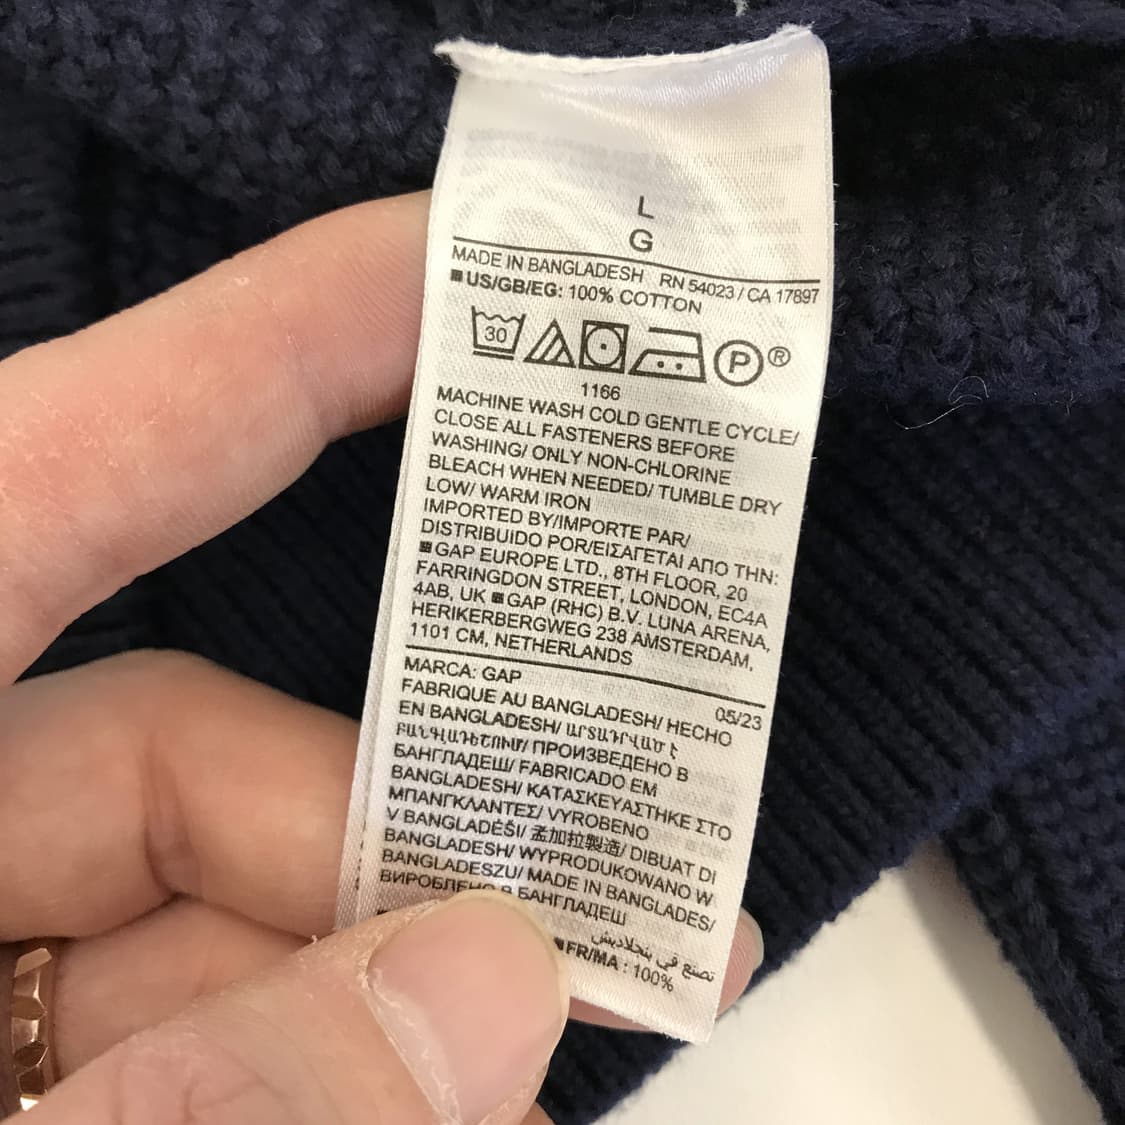 L
G
MADE IN BANGLADESH RN 54023 / CA 17897
US/GB/EG: 100% COTTON
30 P ®
1166
MACHINE WASH COLD GENTLE CYCLE/
CLOSE ALL FASTENERS BEFORE
WASHING/ ONLY NON-CHLORINE
BLEACH WHEN NEEDED/ TUMBLE DRY
LOW/ WARM IRON
IMPORTED BY/IMPORTE PAR/
DISTRIBUIDO POR/ΕΙΣΑΓΕΤΑΙ ΑΠΟ ΤΗΝ:
GAP EUROPE LTD., 8TH FLOOR, 20
FARRINGDON STREET, LONDON, EC4A
4AB, UK ■ GAP (RHC) B.V. LUNA ARENA,
HERIKERBERGWEG 238 AMSTERDAM,
1101 CM, NETHERLANDS
MARCA: GAP 05/23
FABRIQUE AU BANGLADESH/ HECHO
EN BANGLADESH/ ԱՐՏԱԴՐՎԱԾ Է
ԲԱՆԳԼԱԴԵՇՈՒՄ/ ПРОИЗВЕДЕНО В
БАНГЛАДЕШ/ FABRICADO EM
BANGLADESH/ ΚΑΤΑΣΚΕΥΑΣΤΗΚΕ ΣΤΟ
ΜΠΑΝΓΚΛΑΝΤΕΣ/ VYROBENO
V BANGLADÉŠI/ 孟加拉製造/ DIBUAT DI
BANGLADESH/ WYPRODUKOWANO W
BANGLADESZU/ MADE IN BANGLADES/
ВИРОБЛЕНО В БАНГЛАДЕШ
تصنع في بنجلاديش
FR/MA : 100%